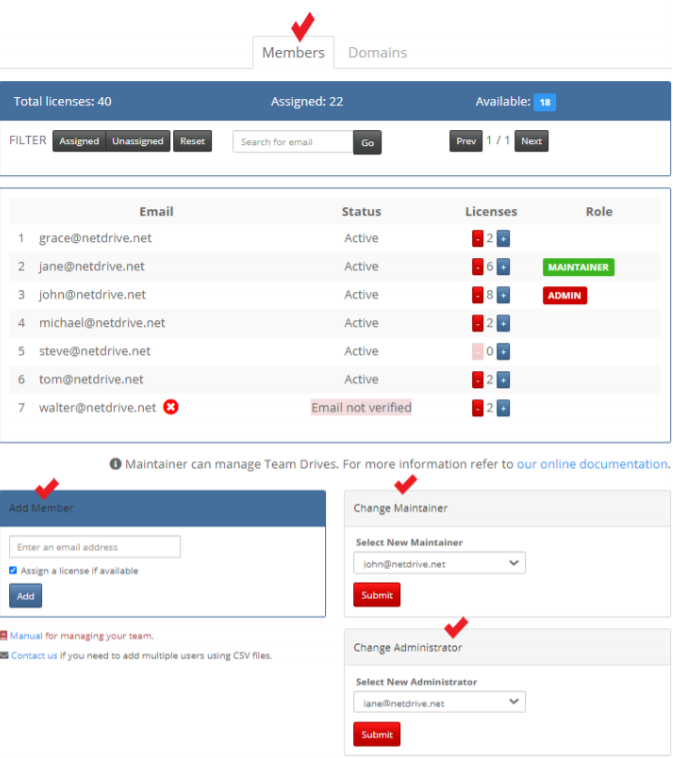 Members Domains
Total licenses: 40 Assigned: 22 Available: 18
FILTER Assigned Unassigned Reset Search for email Go Prev 1 / 1 Next
Email Status Licenses Role
1 grace@netdrive.net Active - 2 +
2 jane@netdrive.net Active - 6 + MAINTAINER
3 john@netdrive.net Active - 8 + ADMIN
4 michael@netdrive.net Active - 2 +
5 steve@netdrive.net Active - 0 +
6 tom@netdrive.net Active - 2 +
7 walter@netdrive.net Email not verified - 2 +
Maintainer can manage Team Drives. For more information refer to our online documentation.
Add Member
Enter an email address
Assign a license if available
Add
Manual for managing your team.
Contact us if you need to add multiple users using CSV files.
Change Maintainer
Select New Maintainer
john@netdrive.net
Submit
Change Administrator
Select New Administrator
jane@netdrive.net
Submit